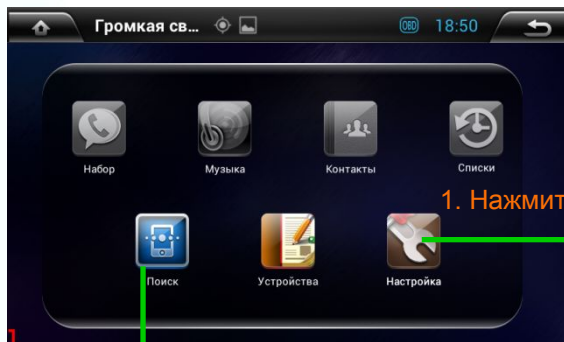 Громкая св...
OBD
18:50
Набор
Музыка
Контакты
Списки
1. Нажмит
Поиск
Устройства
Настройка